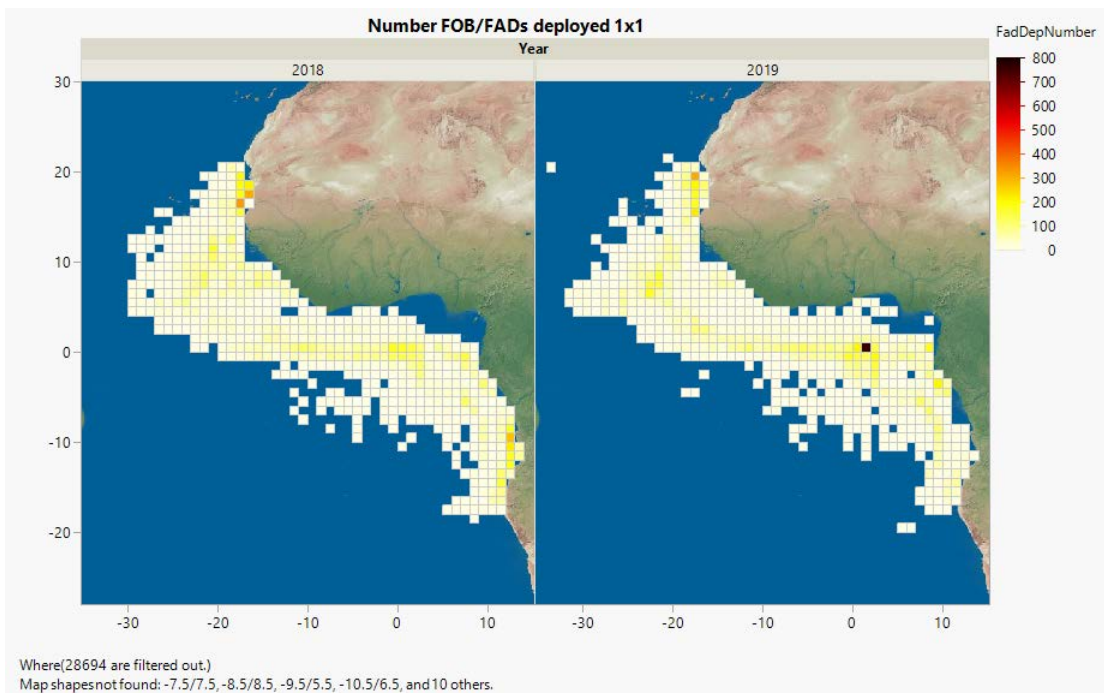 Number FOB/FADs deployed 1x1
Year
2018 2019
FadDepNumber
800
700
600
500
400
300
200
100
0
30
20
10
0
-10
-20
-30 -20 -10 0 10 -30 -20 -10 0 10
Where(28694 are filtered out.)
Map shapes not found: -7.5/7.5, -8.5/8.5, -9.5/5.5, -10.5/6.5, and 10 others.